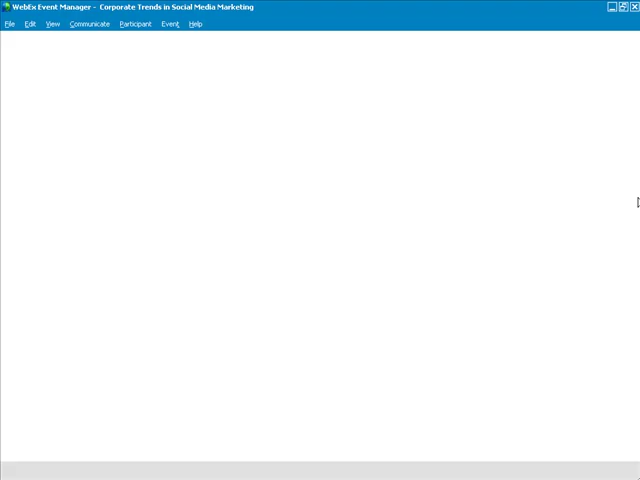 WebEx Event Manager - Corporate Trends in Social Media Marketing
File Edit View Communicate Participant Event Help